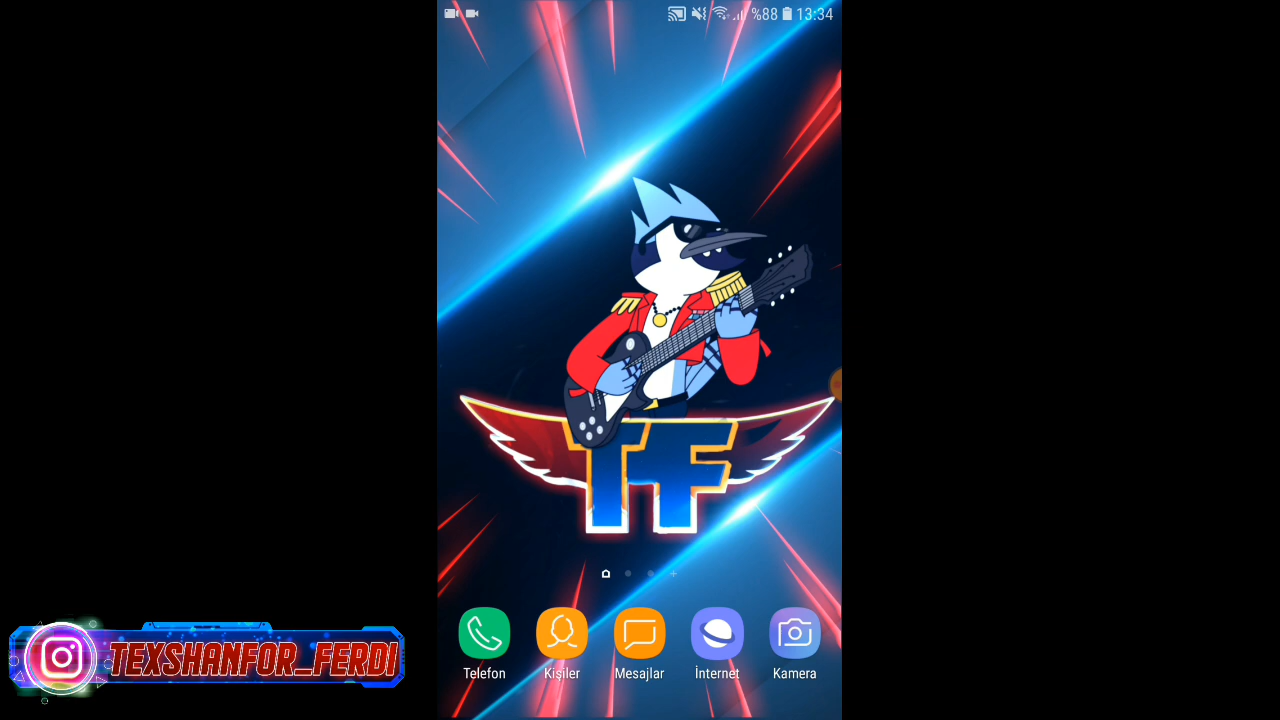 %88 13:34
TF
Telefon Kişiler Mesajlar İnternet Kamera
TEXSHANFOR_FERDI